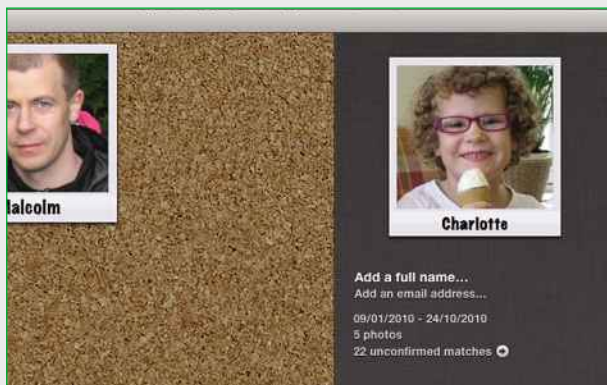 alcolm
Charlotte
Add a full name...
Add an email address...
09/01/2010 - 24/10/2010
5 photos
22 unconfirmed matches